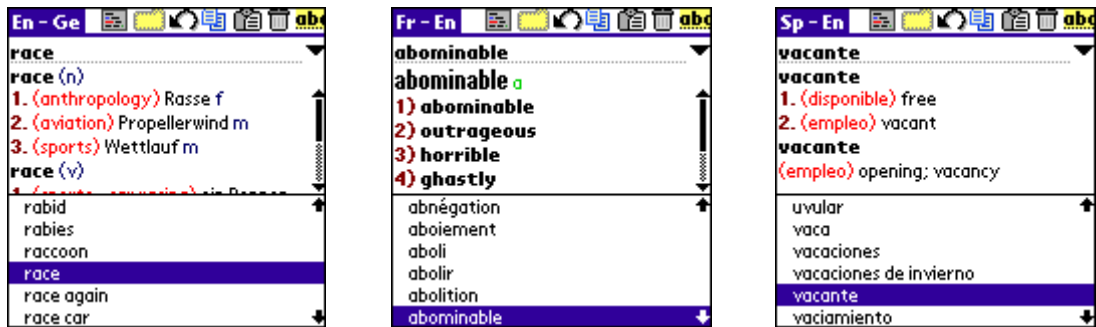 En - Ge
abc
race
race (n)
1. (anthropology) Rasse f
2. (aviation) Propellerwind m
3. (sports) Wettlauf m
race (v)
rabid
rabies
raccoon
race
race again
race car
Fr - En
abc
abominable
abominable a
1) abominable
2) outrageous
3) horrible
4) ghastly
abnégation
aboiement
aboli
abolir
abolition
abominable
Sp - En
abc
vacante
vacante
1. (disponible) free
2. (empleo) vacant
vacante
(empleo) opening; vacancy
uvular
vaca
vacaciones
vacaciones de invierno
vacante
vaciamiento